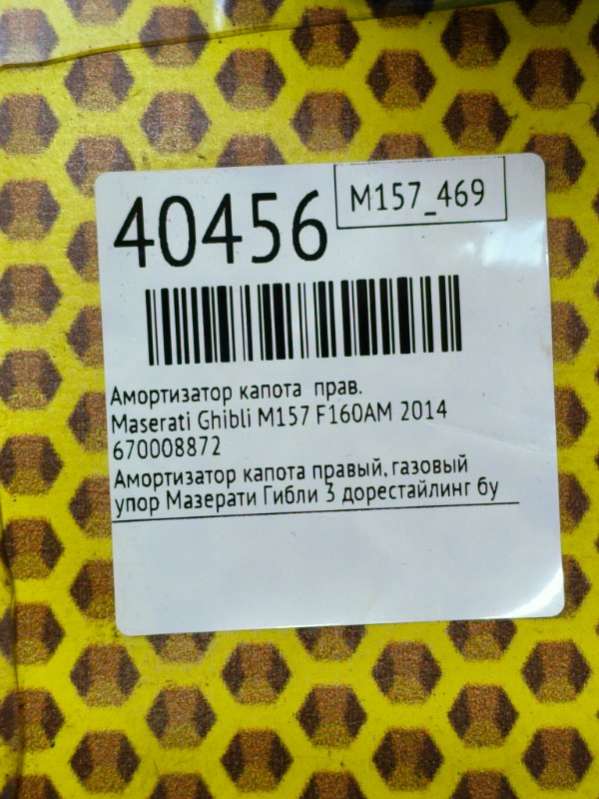 40456
M157_469
Амортизатор капота прав.
Maserati Ghibli M157 F160AM 2014
670008872
Амортизатор капота правый, газовый
упор Мазерати Гибли 3 дорестайлинг бу